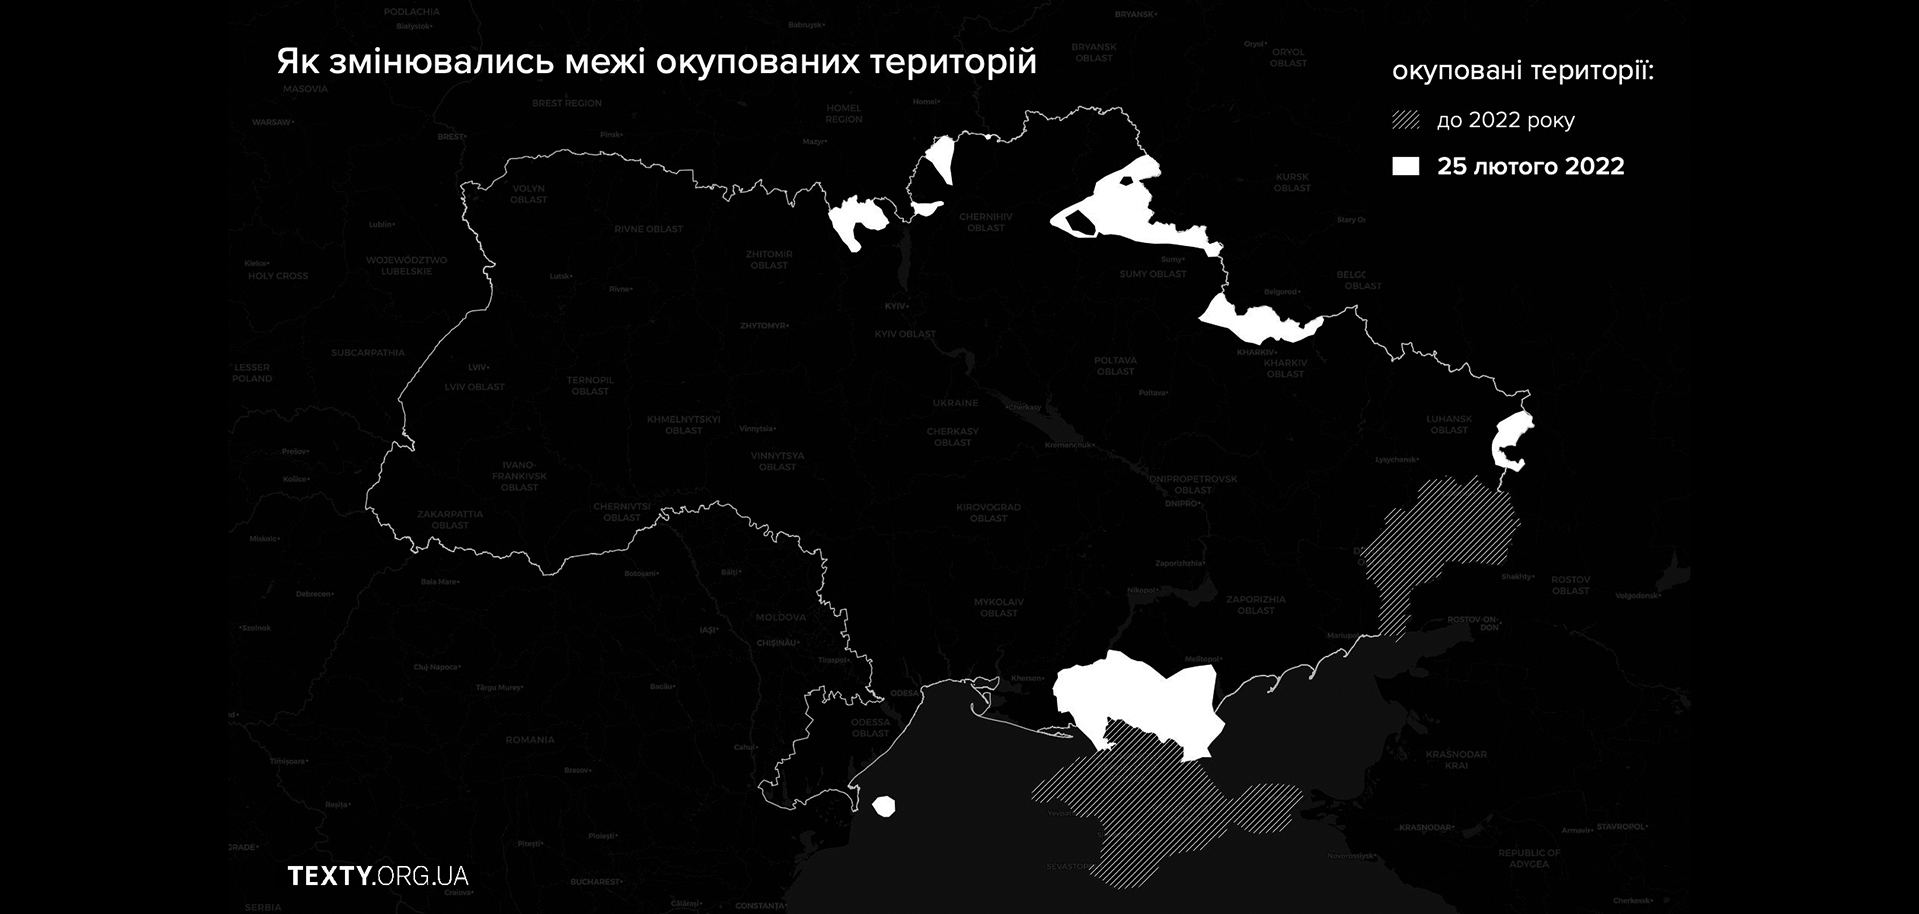 Як змінювались межі окупованих територій
окуповані території:
до 2022 року
25 лютого 2022
PODLACHIA
Białystok
Babruysk
BRYANSK
BRYANSK
OBLAST
Oryol
ORYOL
OBLAST
MASOVIA
BREST REGION
HOMEL
REGION
Homel
WARSAW
BREST
Pinsk
Mazyr
VOLYN
OBLAST
KURSK
OBLAST
Lublin
RIVNE OBLAST
CHERNIHIV
OBLAST
Stary O
Kielce
HOLY CROSS
WOJEWÓDZTWO
LUBELSKIE
ZHITOMIR
OBLAST
Sumy
SUMY OBLAST
BELGO
OBLAST
Lutsk
Rivne
Belgorod
KYIV
KYIV OBLAST
ZHYTOMYR
SUBCARPATHIA
KHARKIV
KHARKIV
OBLAST
LESSER
POLAND
LVIV
LVIV OBLAST
TERNOPIL
OBLAST
POLTAVA
OBLAST
Poltava
UKRAINE
Cherkasy
KHMELNYTSKYI
OBLAST
Vinnytsia
CHERKASY
OBLAST
Kremenchuk
LUHANSK
OBLAST
Prešov
Košice
IVANO-
FRANKIVSK
OBLAST
VINNYTSYA
OBLAST
Lysychansk
DNIPROPETROVSK
OBLAST
DNIPRO
ZAKARPATTIA
OBLAST
CHERNIVTSI
OBLAST
KIROVOGRAD
OBLAST
Miskolc
Baia Mare
Botoșani
Bălți
Zaporizhzhia
Shakhty
ROSTOV
OBLAST
Volgodonsk
Debrecen
Nikopol
MYKOLAIV
OBLAST
ZAPORIZHIA
OBLAST
Szolnok
IAȘI
MOLDOVA
CHIȘINĂU
Mariupol
ROSTOV-ON-
DON
Cluj-Napoca
Tiraspol
Melitopol
Târgu Mureș
Bacău
ODESA
Kherson
ODESSA
OBLAST
ROMANIA
Cahul
KRASNODAR
KRAI
Timișoara
Brașov
Reșița
Ploiești
Pitești
KRASNODAR
Armavir
STAVROPOL
GRADE
SEVASTOP
Novorossiysk
REPUBLIC OF
ADYGEA
TEXTY.ORG.UA
BUCHAREST
Craiova
SERBIA
Călărași
CONSTANȚA
Cherkessk